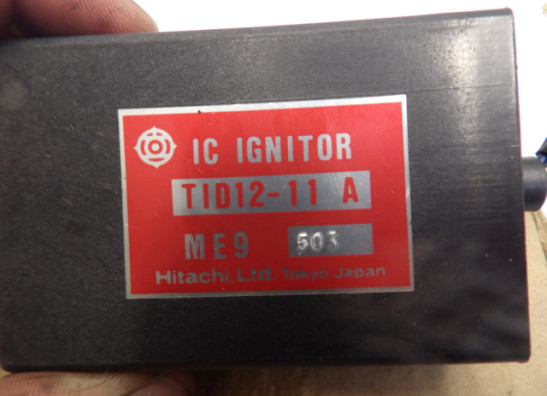 IC IGNITOR
TID12-11 A
ME9 503
Hitachi, Ltd. Tokyo Japan